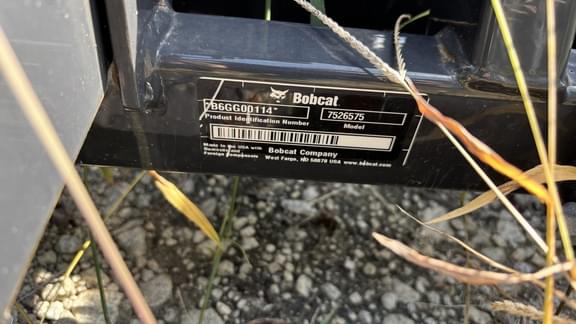 Bobcat
*B6GG00114*
7526575
Product Identification Number
Model
Made in the USA with
Domestic and
Foreign Components
Bobcat Company
West Fargo, ND 58078 USA www.bobcat.com